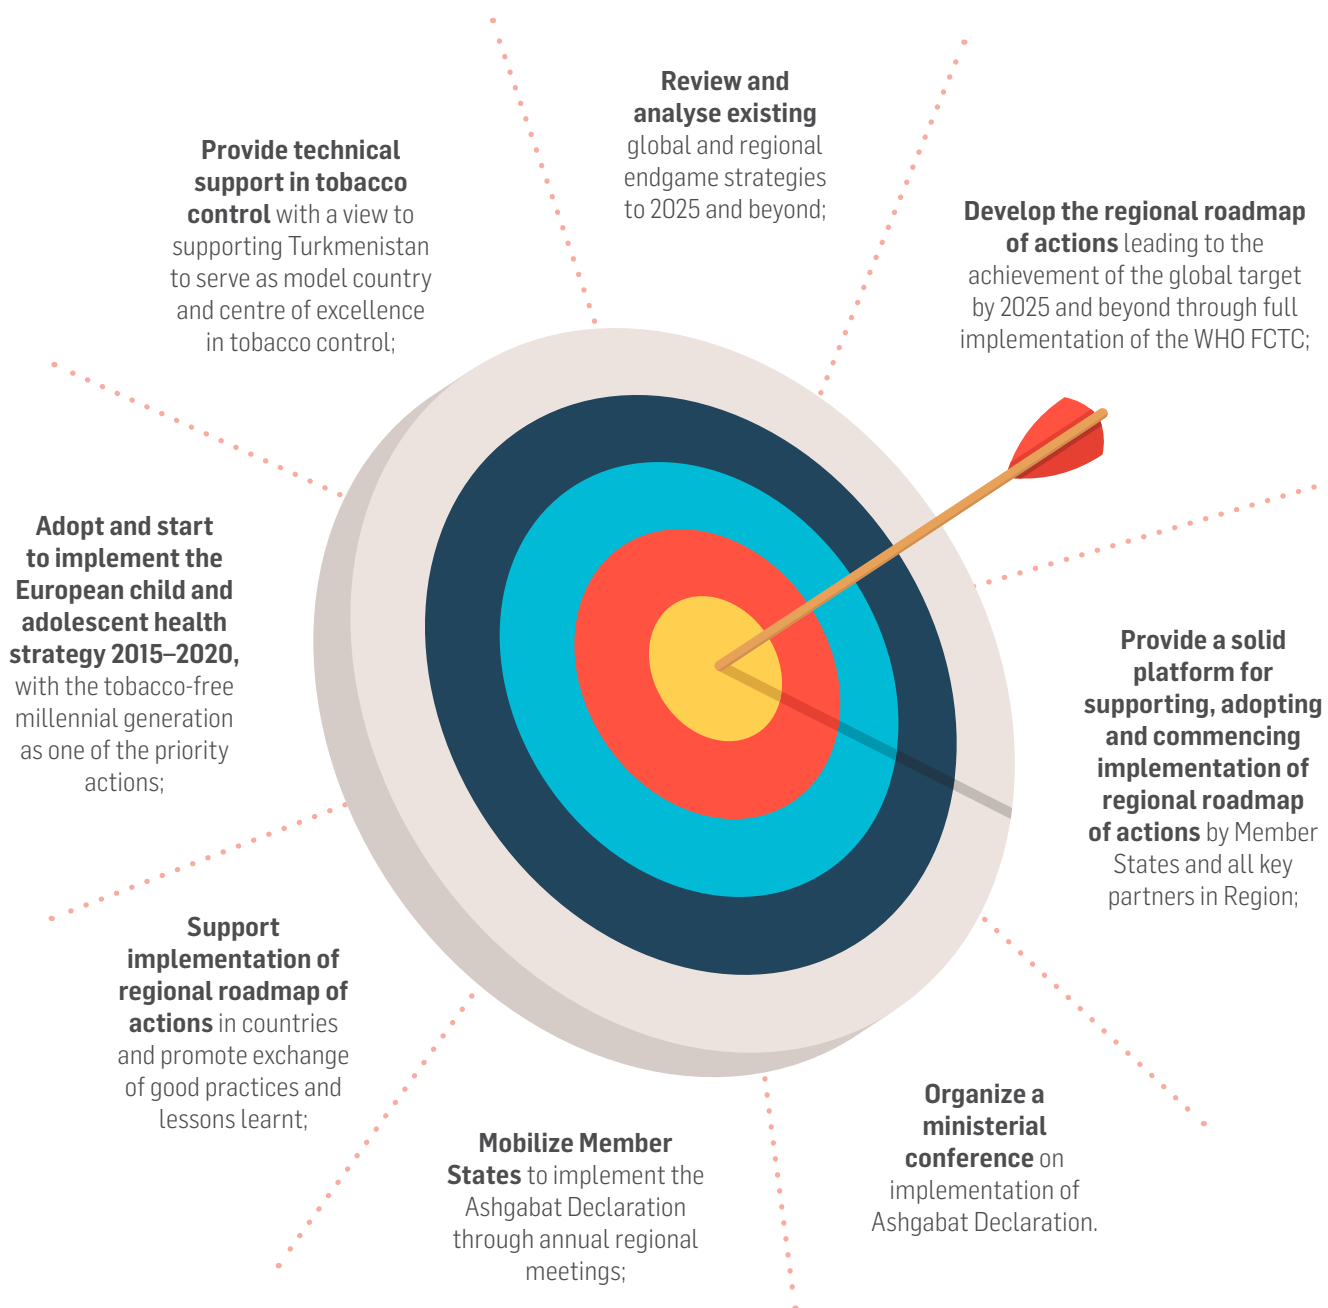 Review and
analyse existing
global and regional
endgame strategies
to 2025 and beyond;
Develop the regional roadmap
of actions leading to the
achievement of the global target
by 2025 and beyond through full
implementation of the WHO FCTC;
Provide a solid
platform for
supporting, adopting
and commencing
implementation of
regional roadmap
of actions by Member
States and all key
partners in Region;
Organize a
ministerial
conference on
implementation of
Ashgabat Declaration.
Mobilize Member
States to implement the
Ashgabat Declaration
through annual regional
meetings;
Support
implementation of
regional roadmap of
actions in countries
and promote exchange
of good practices and
lessons learnt;
Adopt and start
to implement the
European child and
adolescent health
strategy 2015–2020,
with the tobacco-free
millennial generation
as one of the priority
actions;
Provide technical
support in tobacco
control with a view to
supporting Turkmenistan
to serve as model country
and centre of excellence
in tobacco control;